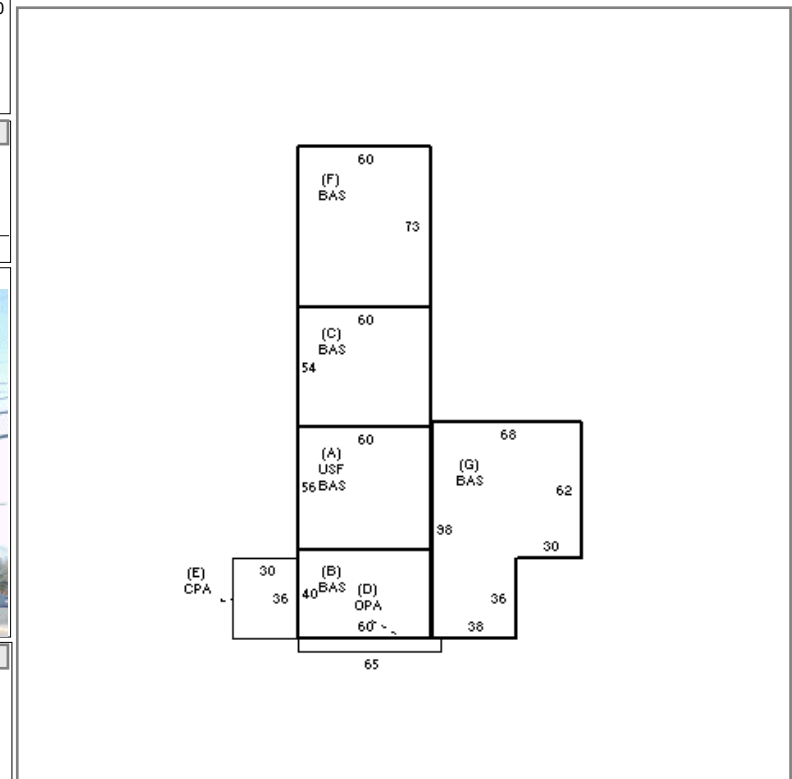 60
(F)
BAS
73
60
(C)
BAS
54
60
(A)
USF
56 BAS
68
(G)
BAS
62
98
30
(E)
CPA
30
36
(B)
40 BAS
(D)
OPA
60
36
38
65